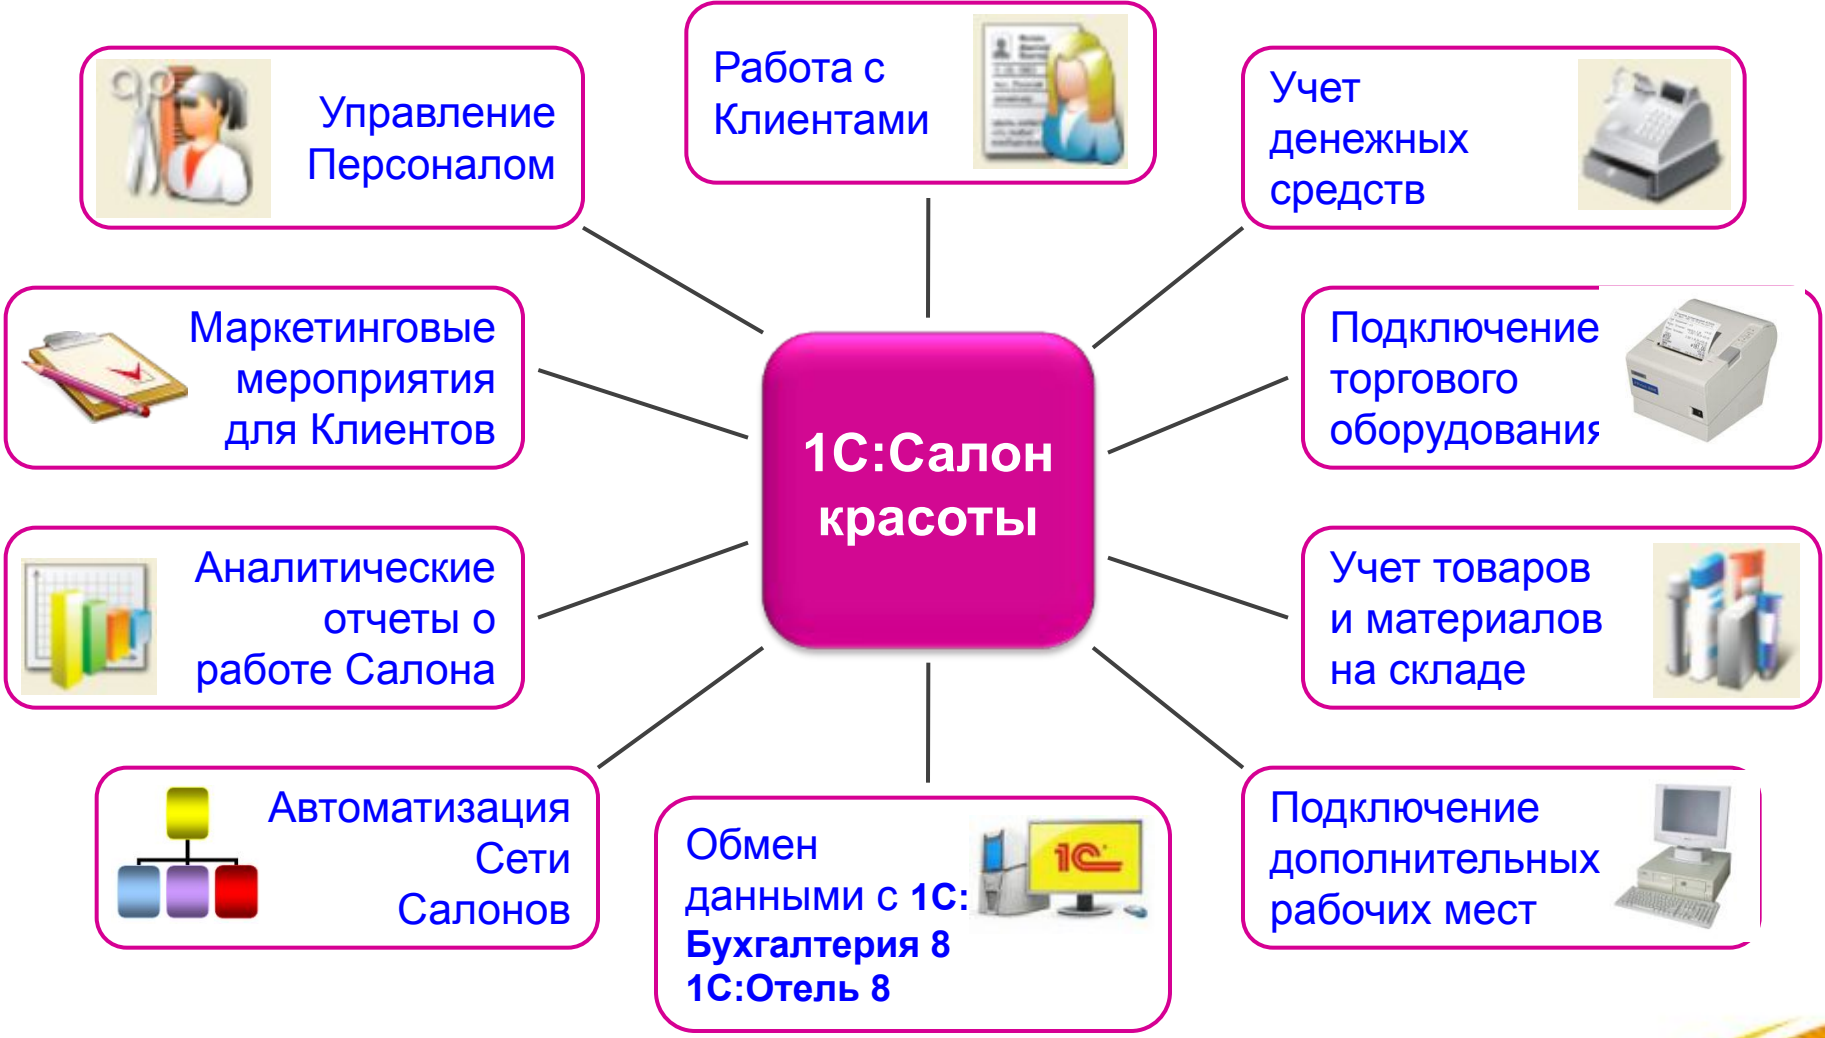 Работа с
Клиентами
Управление
Персоналом
Учет
денежных
средств
Маркетинговые
мероприятия
для Клиентов
Подключение
торгового
оборудования
1С:Салон
красоты
Аналитические
отчеты о
работе Салона
Учет товаров
и материалов
на складе
Автоматизация
Сети
Салонов
Обмен
данными с 1С:
Бухгалтерия 8
1С:Отель 8
1С
Подключение
дополнительных
рабочих мест